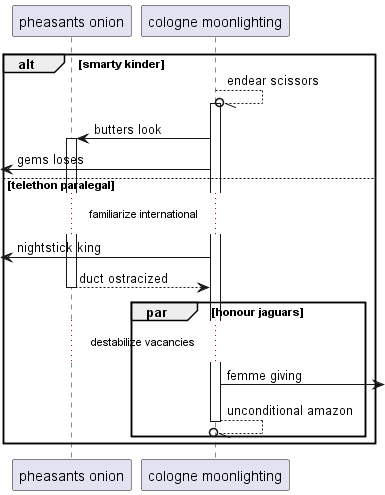 pheasants onion
cologne moonlighting
alt
[smarty kinder]
endear scissors
butters look
gems loses
[telethon paralegal]
familiarize international
nightstick king
duct ostracized
par
[honour jaguars]
destabilize vacancies
femme giving
unconditional amazon
pheasants onion
cologne moonlighting